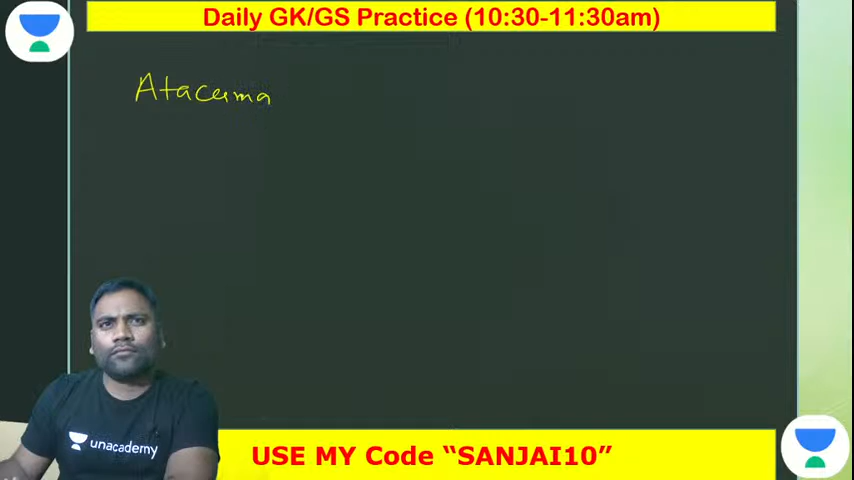 Daily GK/GS Practice (10:30-11:30am)
Atacama
unacademy
USE MY Code “SANJAI10”